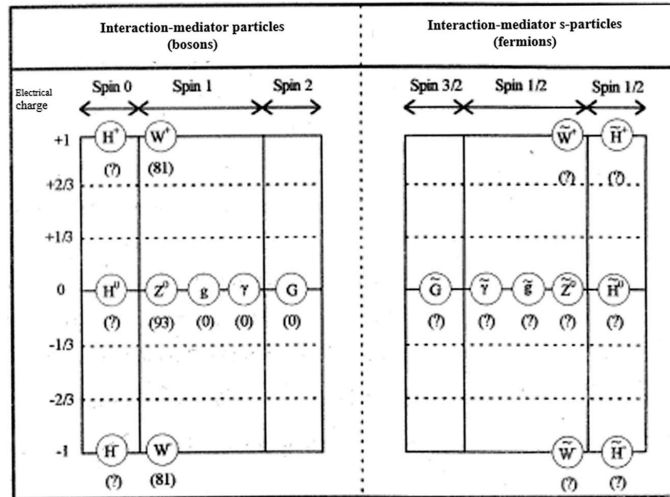 Interaction-mediator particles
(bosons)
Interaction-mediator s-particles
(fermions)
Electrical
charge
Spin 0 Spin 1 Spin 2 Spin 3/2 Spin 1/2 Spin 1/2
+1 H⁺ W⁺ W̃⁺ H̃⁺
(?) (81) (?) (?)
+2/3
+1/3
0 H⁰ Z⁰ g γ G G̃ γ̃ g̃ Z̃⁰ H̃⁰
(?) (93) (0) (0) (0) (?) (?) (?) (?) (?)
-1/3
-2/3
-1 H⁻ W⁻ W̃⁻ H̃⁻
(?) (81) (?) (?)